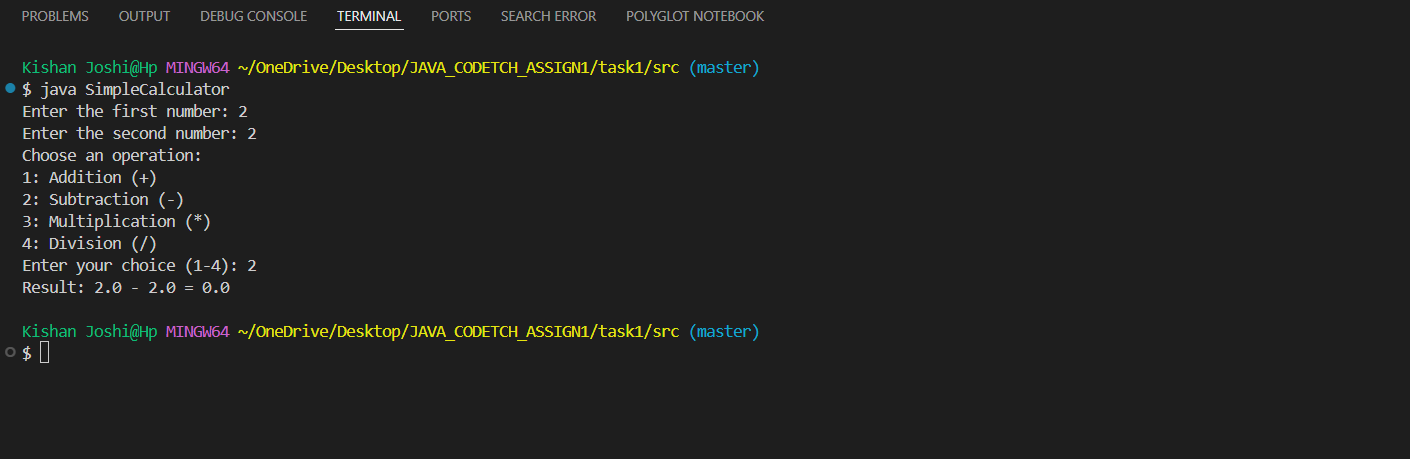 PROBLEMS OUTPUT DEBUG CONSOLE TERMINAL PORTS SEARCH ERROR POLYGLOT NOTEBOOK
Kishan Joshi@Hp MINGW64 ~/OneDrive/Desktop/JAVA_CODETCH_ASSIGN1/task1/src (master)
$ java SimpleCalculator
Enter the first number: 2
Enter the second number: 2
Choose an operation:
1: Addition (+)
2: Subtraction (-)
3: Multiplication (*)
4: Division (/)
Enter your choice (1-4): 2
Result: 2.0 - 2.0 = 0.0
Kishan Joshi@Hp MINGW64 ~/OneDrive/Desktop/JAVA_CODETCH_ASSIGN1/task1/src (master)
$